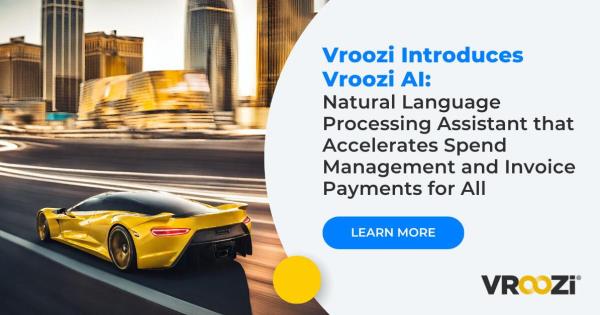 Vroozi Introduces
Vroozi AI:
Natural Language
Processing Assistant that
Accelerates Spend
Management and Invoice
Payments for All
LEARN MORE
VROOZi®